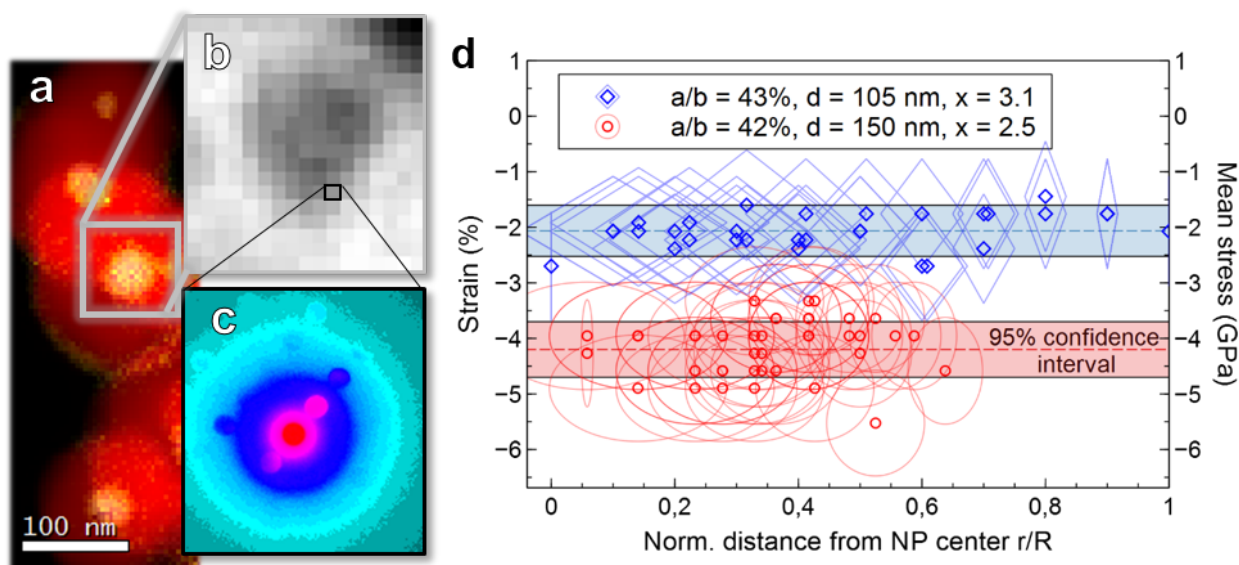 a
b
c
100 nm
d
a/b = 43%, d = 105 nm, x = 3.1
a/b = 42%, d = 150 nm, x = 2.5
1
0
−1
−2
−3
−4
−5
−6
Strain (%)
95% confidence
interval
1
0
−1
−2
−3
−4
−5
−6
Mean stress (GPa)
0
0,2
0,4
0,6
0,8
1
Norm. distance from NP center r/R